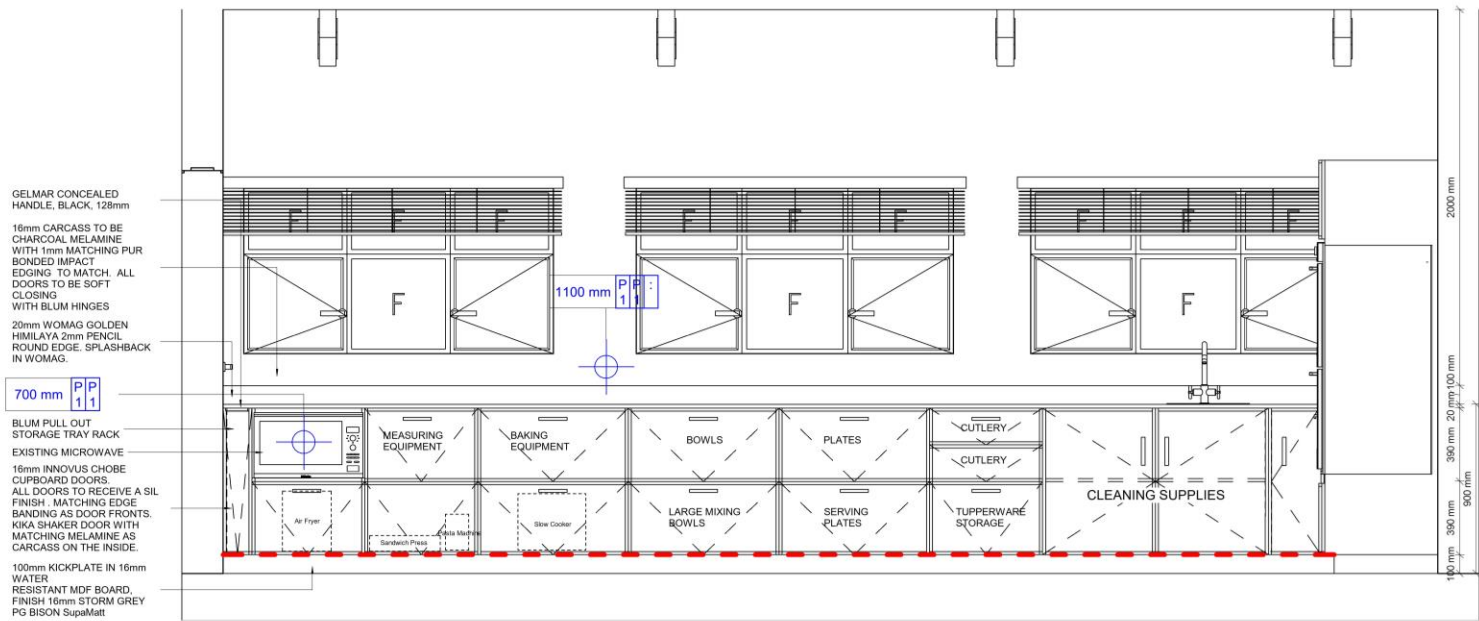 GELMAR CONCEALED
HANDLE, BLACK, 128mm
16mm CARCASS TO BE
CHARCOAL MELAMINE
WITH 1mm MATCHING PUR
BONDED IMPACT
EDGING TO MATCH. ALL
DOORS TO BE SOFT
CLOSING
WITH BLUM HINGES
20mm WOMAG GOLDEN
HIMILAYA 2mm PENCIL
ROUND EDGE. SPLASHBACK
IN WOMAG.
700 mm
P P
1 1
BLUM PULL OUT
STORAGE TRAY RACK
EXISTING MICROWAVE
16mm INNOVUS CHOBE
CUPBOARD DOORS.
ALL DOORS TO RECEIVE A SIL
FINISH . MATCHING EDGE
BANDING AS DOOR FRONTS.
KIKA SHAKER DOOR WITH
MATCHING MELAMINE AS
CARCASS ON THE INSIDE.
100mm KICKPLATE IN 16mm
WATER
RESISTANT MDF BOARD,
FINISH 16mm STORM GREY
PG BISON SupaMatt
F F F
F F F
F F F
F
F
F
1100 mm
P P :
1 1
MEASURING
EQUIPMENT
BAKING
EQUIPMENT
BOWLS
PLATES
CUTLERY
CUTLERY
Air Fryer
Sandwich Press
Pasta Machine
Slow Cooker
LARGE MIXING
BOWLS
SERVING
PLATES
TUPPERWARE
STORAGE
CLEANING SUPPLIES
2000 mm
100 mm
20 mm
390 mm
390 mm
100 mm
900 mm